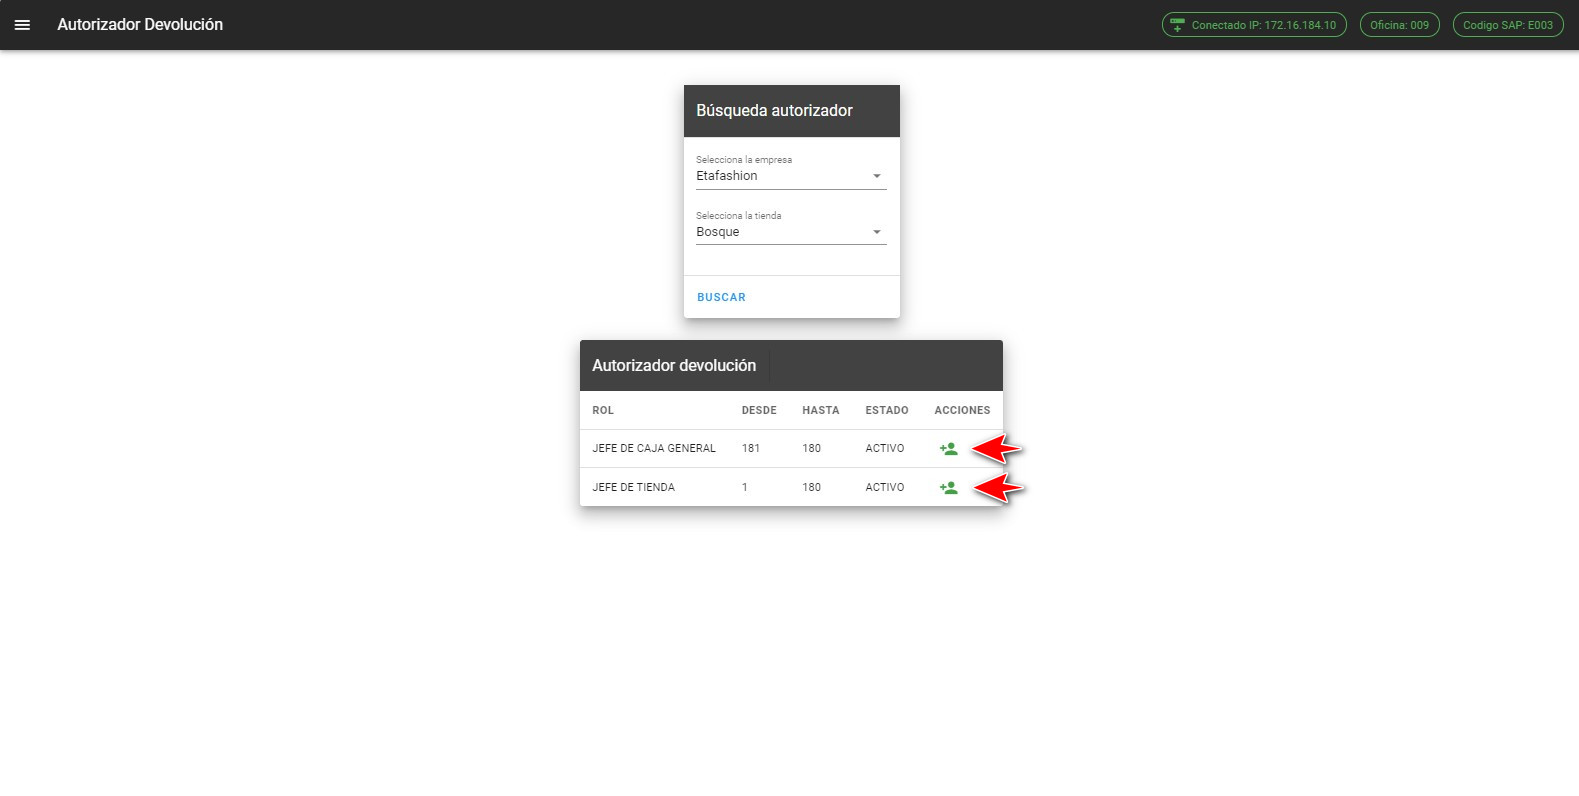 Autorizador Devolución
Conectado IP: 172.16.184.10
Oficina: 009
Codigo SAP: E003
Búsqueda autorizador
Selecciona la empresa
Etafashion
Selecciona la tienda
Bosque
BUSCAR
Autorizador devolución
ROL DESDE HASTA ESTADO ACCIONES
JEFE DE CAJA GENERAL 181 180 ACTIVO
JEFE DE TIENDA 1 180 ACTIVO